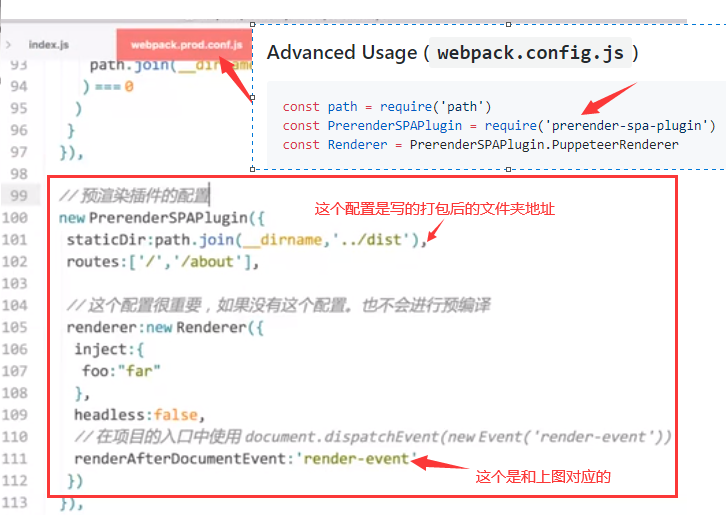 index.js
webpack.prod.conf.js
Advanced Usage ( webpack.config.js )
const path = require('path')
const PrerenderSPAPlugin = require('prerender-spa-plugin')
const Renderer = PrerenderSPAPlugin.PuppeteerRenderer
93 path.join(__dirname
94 ) === 0
95 )
96 }
97 }),
98
99 // 预渲染插件的配置
100 new PrerenderSPAPlugin({
这个配置是写的打包后的文件夹地址
101 staticDir:path.join(__dirname,'../dist'),
102 routes:['/','/about'],
103
104 // 这个配置很重要，如果没有这个配置。也不会进行预编译
105 renderer:new Renderer({
106 inject:{
107 foo:"far"
108 },
109 headless:false,
110 // 在项目的入口中使用 document.dispatchEvent(new Event('render-event'))
111 renderAfterDocumentEvent:'render-event'
这个是和上图对应的
112 })
113 }),